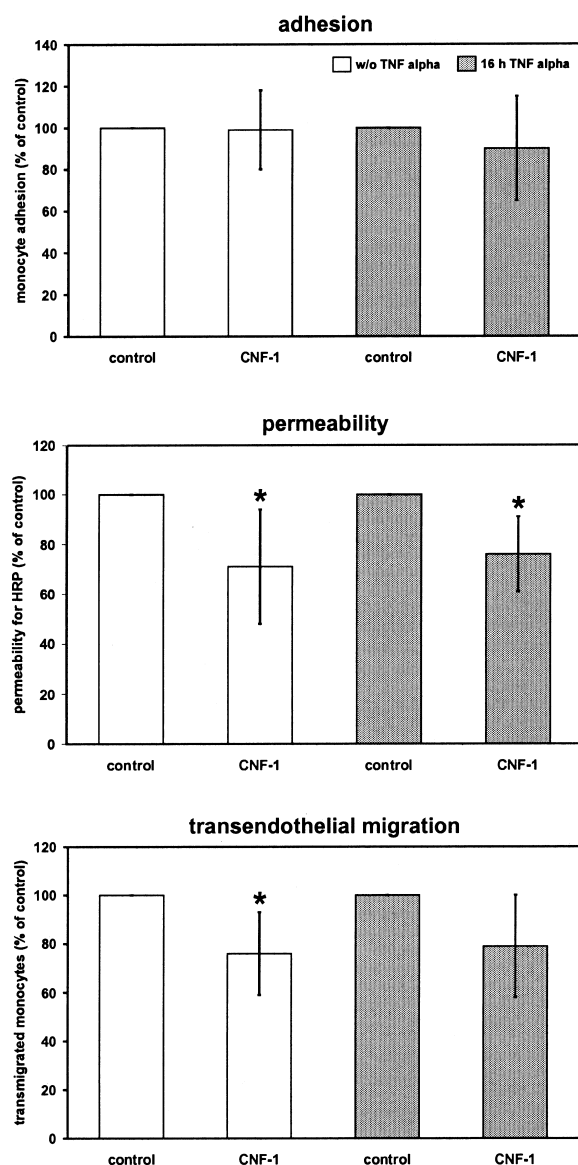 adhesion
monocyte adhesion (% of control)
140
120
100
80
60
40
20
0
w/o TNF alpha
16 h TNF alpha
control
CNF-1
control
CNF-1
permeability
permeability for HRP (% of control)
120
100
80
60
40
20
0
*
*
control
CNF-1
control
CNF-1
transendothelial migration
transmigrated monocytes (% of control)
120
100
80
60
40
20
0
*
control
CNF-1
control
CNF-1